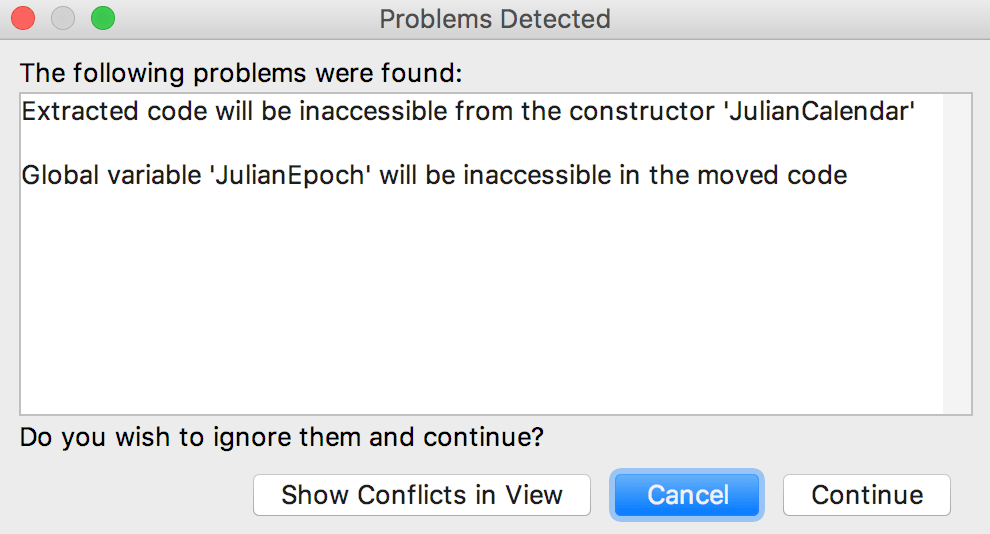 Problems Detected
The following problems were found:
Extracted code will be inaccessible from the constructor 'JulianCalendar'
Global variable 'JulianEpoch' will be inaccessible in the moved code
Do you wish to ignore them and continue?
Show Conflicts in View
Cancel
Continue